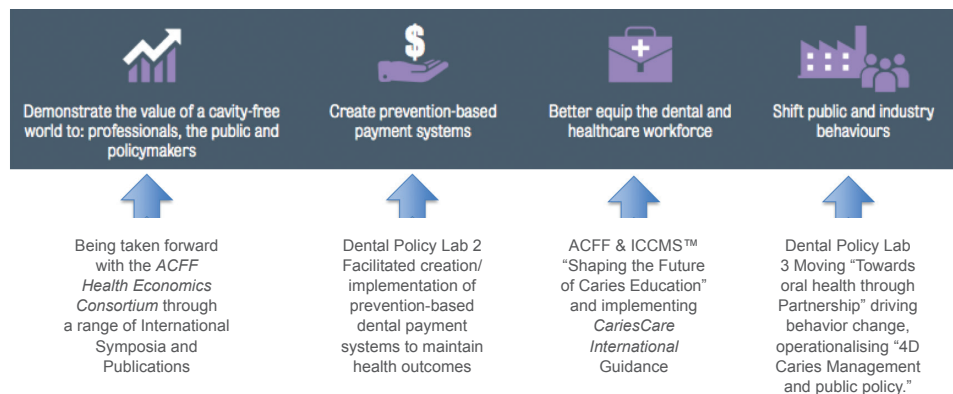 $
Demonstrate the value of a cavity-free
world to: professionals, the public and
policymakers
Create prevention-based
payment systems
Better equip the dental and
healthcare workforce
Shift public and industry
behaviours
Being taken forward
with the ACFF
Health Economics
Consortium through
a range of International
Symposia and
Publications
Dental Policy Lab 2
Facilitated creation/
implementation of
prevention-based
dental payment
systems to maintain
health outcomes
ACFF & ICCMS™
“Shaping the Future
of Caries Education”
and implementing
CariesCare
International
Guidance
Dental Policy Lab
3 Moving “Towards
oral health through
Partnership” driving
behavior change,
operationalising “4D
Caries Management
and public policy.”